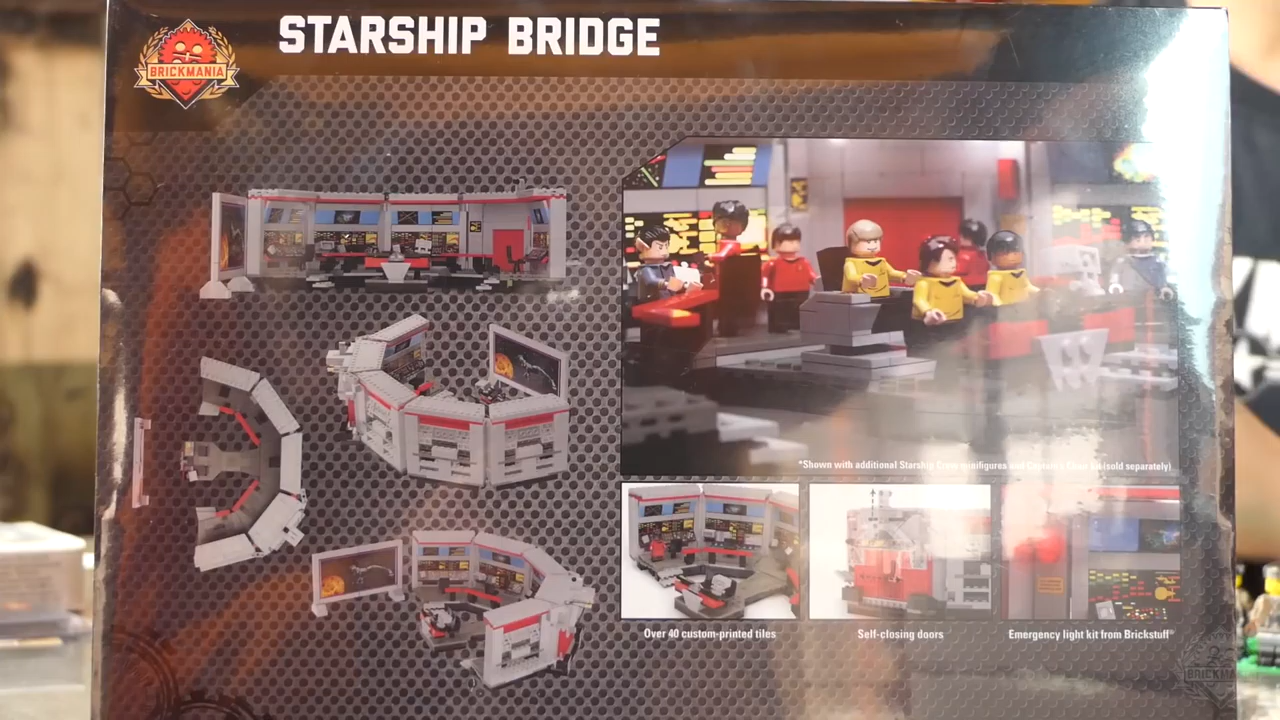 STARSHIP BRIDGE
BRICKMANIA
*Shown with additional Starship Crew minifigures and Captain's Chair kit (sold separately)
Over 40 custom-printed tiles
Self-closing doors
Emergency light kit from Brickstuff®
BRICKMANIA